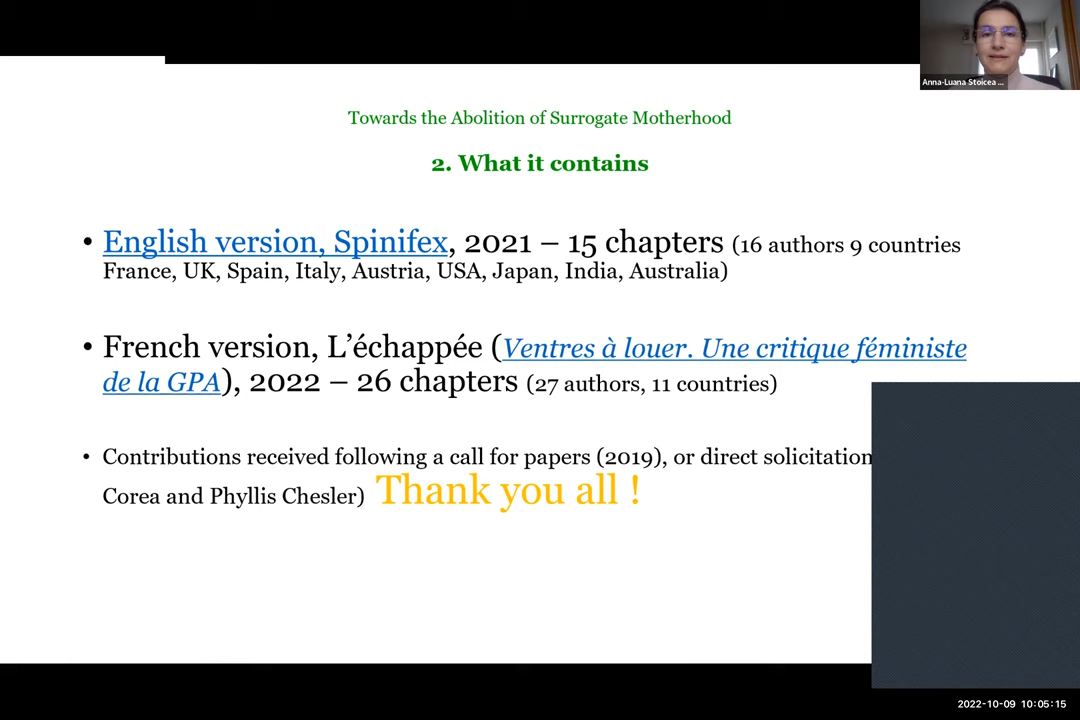 Anna-Luana Stoicea ...
Towards the Abolition of Surrogate Motherhood
2. What it contains
• English version, Spinifex, 2021 – 15 chapters (16 authors 9 countries
France, UK, Spain, Italy, Austria, USA, Japan, India, Australia)
• French version, L’échappée (Ventres à louer. Une critique féministe
de la GPA), 2022 – 26 chapters (27 authors, 11 countries)
• Contributions received following a call for papers (2019), or direct solicitation
Corea and Phyllis Chesler) Thank you all !
2022-10-09 10:05:15